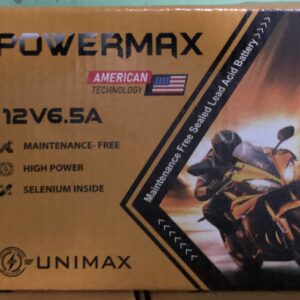 POWERMAX
AMERICAN
TECHNOLOGY
12V6.5A
MAINTENANCE- FREE
HIGH POWER
SELENIUM INSIDE
UNIMAX
Maintenance Free Sealed Lead Acid Battery